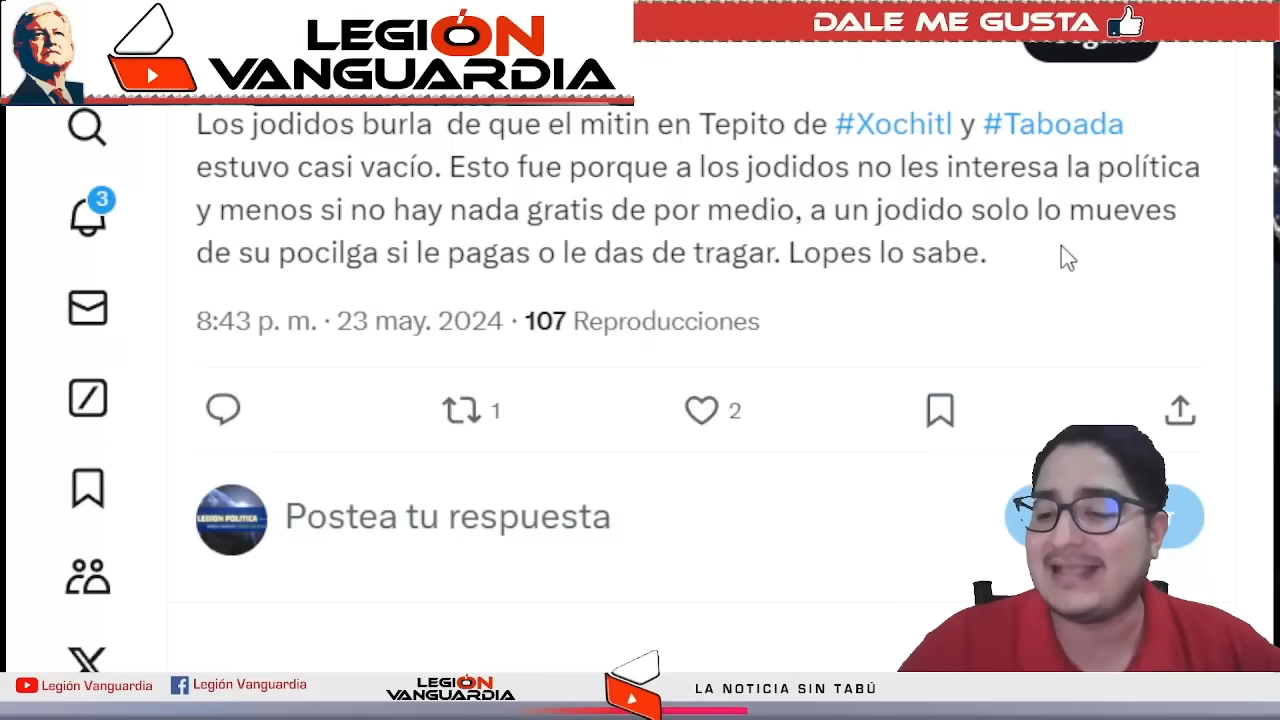 LEGIÓN
VANGUARDIA
DALE ME GUSTA
Los jodidos burla de que el mitin en Tepito de #Xochitl y #Taboada
estuvo casi vacío. Esto fue porque a los jodidos no les interesa la política
y menos si no hay nada gratis de por medio, a un jodido solo lo mueves
de su pocilga si le pagas o le das de tragar. Lopes lo sabe.
8:43 p. m. · 23 may. 2024 · 107 Reproducciones
3
1
2
LEGION POLITICA
Postea tu respuesta
Legión Vanguardia
Legión Vanguardia
LEGIÓN
VANGUARDIA
LA NOTICIA SIN TABÚ